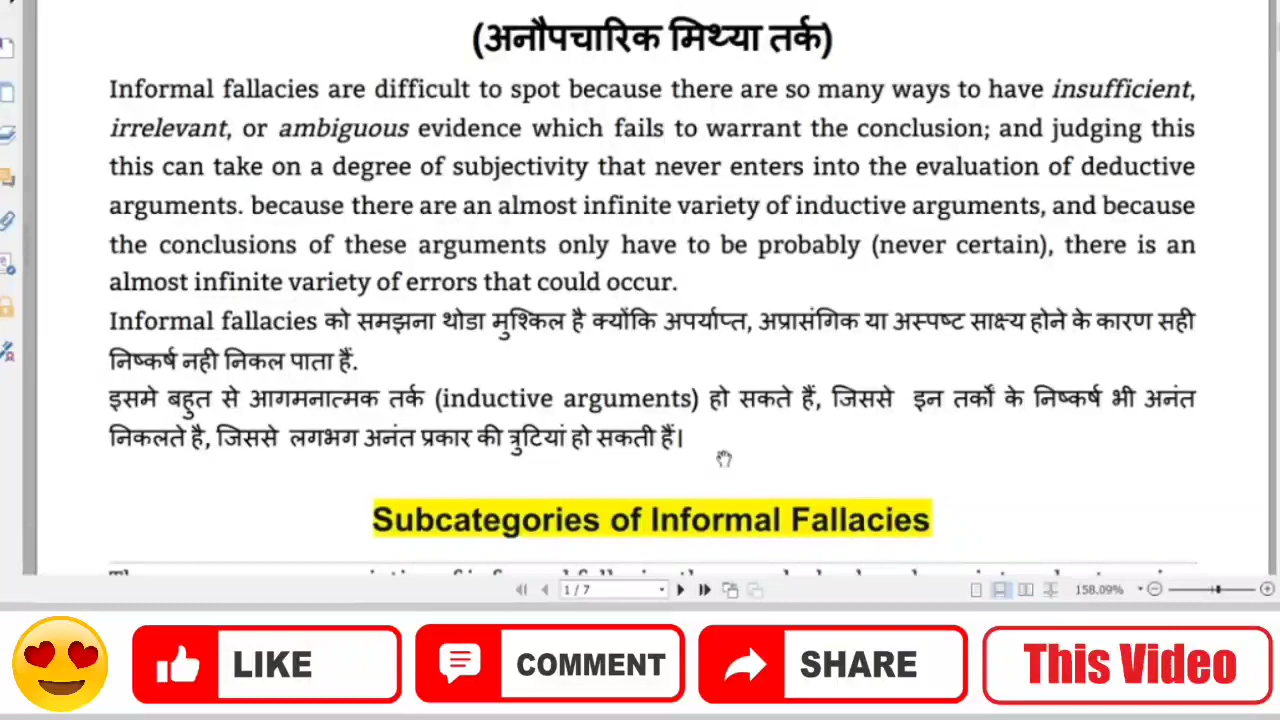 (अनौपचारिक मिथ्या तर्क)
Informal fallacies are difficult to spot because there are so many ways to have insufficient,
irrelevant, or ambiguous evidence which fails to warrant the conclusion; and judging this
this can take on a degree of subjectivity that never enters into the evaluation of deductive
arguments. because there are an almost infinite variety of inductive arguments, and because
the conclusions of these arguments only have to be probably (never certain), there is an
almost infinite variety of errors that could occur.
Informal fallacies को समझना थोडा मुश्किल है क्योंकि अपर्याप्त, अप्रासंगिक या अस्पष्ट साक्ष्य होने के कारण सही
निष्कर्ष नही निकल पाता हैं.
इसमे बहुत से आगमनात्मक तर्क (inductive arguments) हो सकते हैं, जिससे इन तर्कों के निष्कर्ष भी अनंत
निकलते है, जिससे लगभग अनंत प्रकार की त्रुटियां हो सकती हैं।
Subcategories of Informal Fallacies
1 / 7
158.09%
LIKE
COMMENT
SHARE
This Video